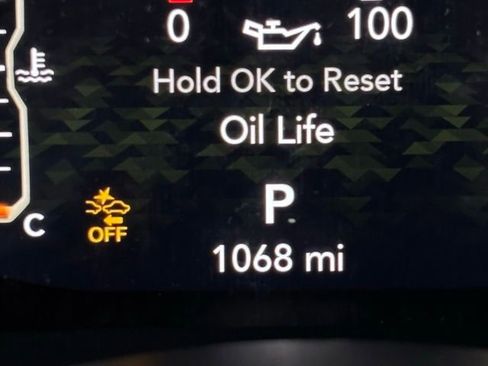 0 100
Hold OK to Reset
Oil Life
P
C
OFF
1068 mi